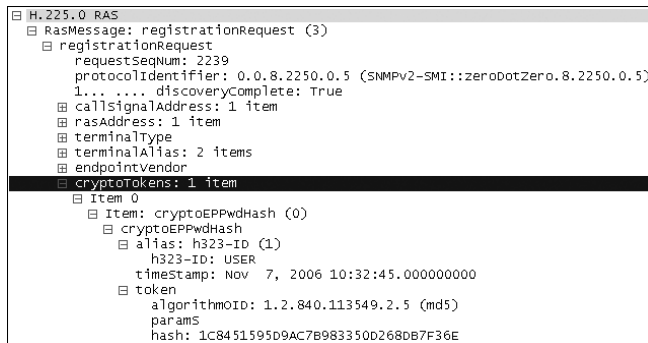 H.225.0 RAS
RasMessage: registrationRequest (3)
registrationRequest
requestSeqNum: 2239
protocolIdentifier: 0.0.8.2250.0.5 (SNMPv2-SMI::zeroDotZero.8.2250.0.5)
1... .... discoveryComplete: True
callSignalAddress: 1 item
rasAddress: 1 item
terminalType
terminalAlias: 2 items
endpointVendor
cryptoTokens: 1 item
Item 0
Item: cryptoEPPwdHash (0)
cryptoEPPwdHash
alias: h323-ID (1)
h323-ID: USER
timeStamp: Nov 7, 2006 10:32:45.000000000
token
algorithmOID: 1.2.840.113549.2.5 (md5)
paramS
hash: 1C8451595D9AC7B983350D268DB7F36E